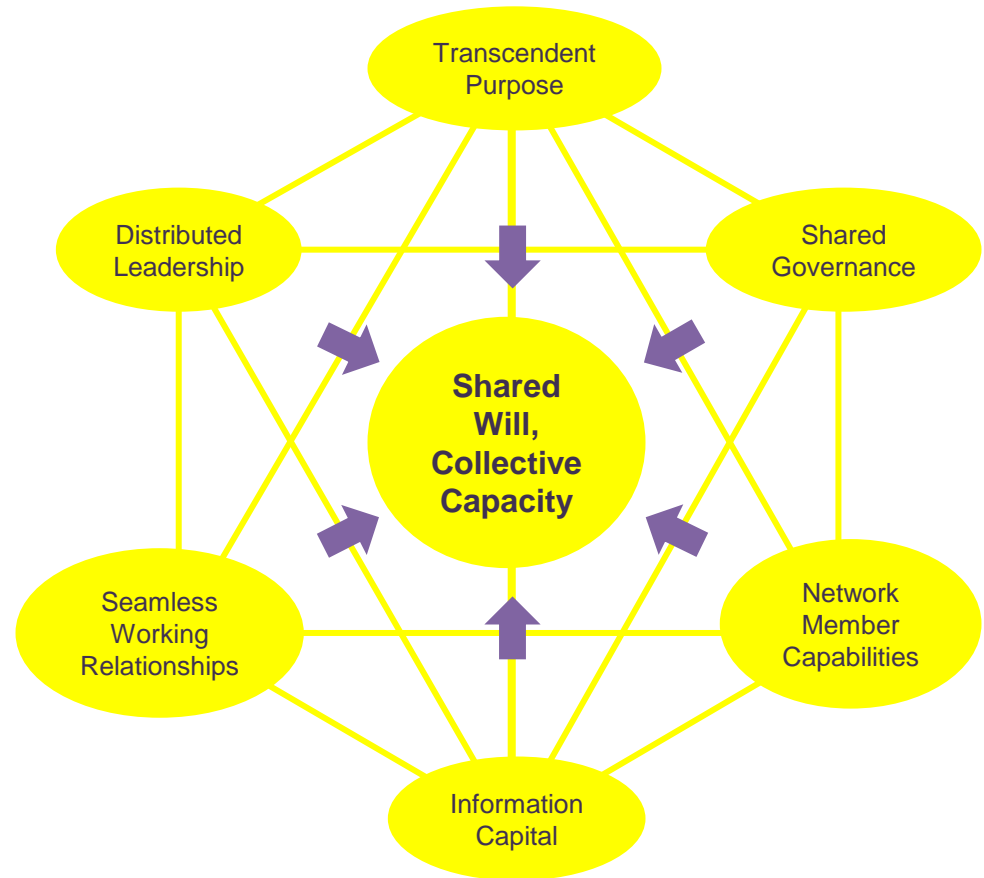 Transcendent
Purpose
Distributed
Leadership
Shared
Governance
Shared
Will,
Collective
Capacity
Seamless
Working
Relationships
Network
Member
Capabilities
Information
Capital